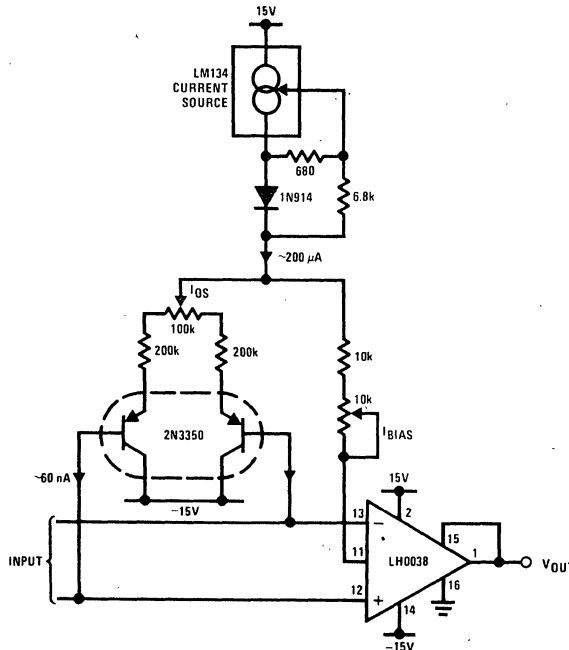 15V
LM134
CURRENT
SOURCE
680
1N914
6.8k
~200 μA
IOS
100k
200k
200k
10k
10k
IBIAS
2N3350
~60 nA
-15V
15V
13
-
2
15
1
INPUT
11
LH0038
VOUT
12
+
16
14
-15V